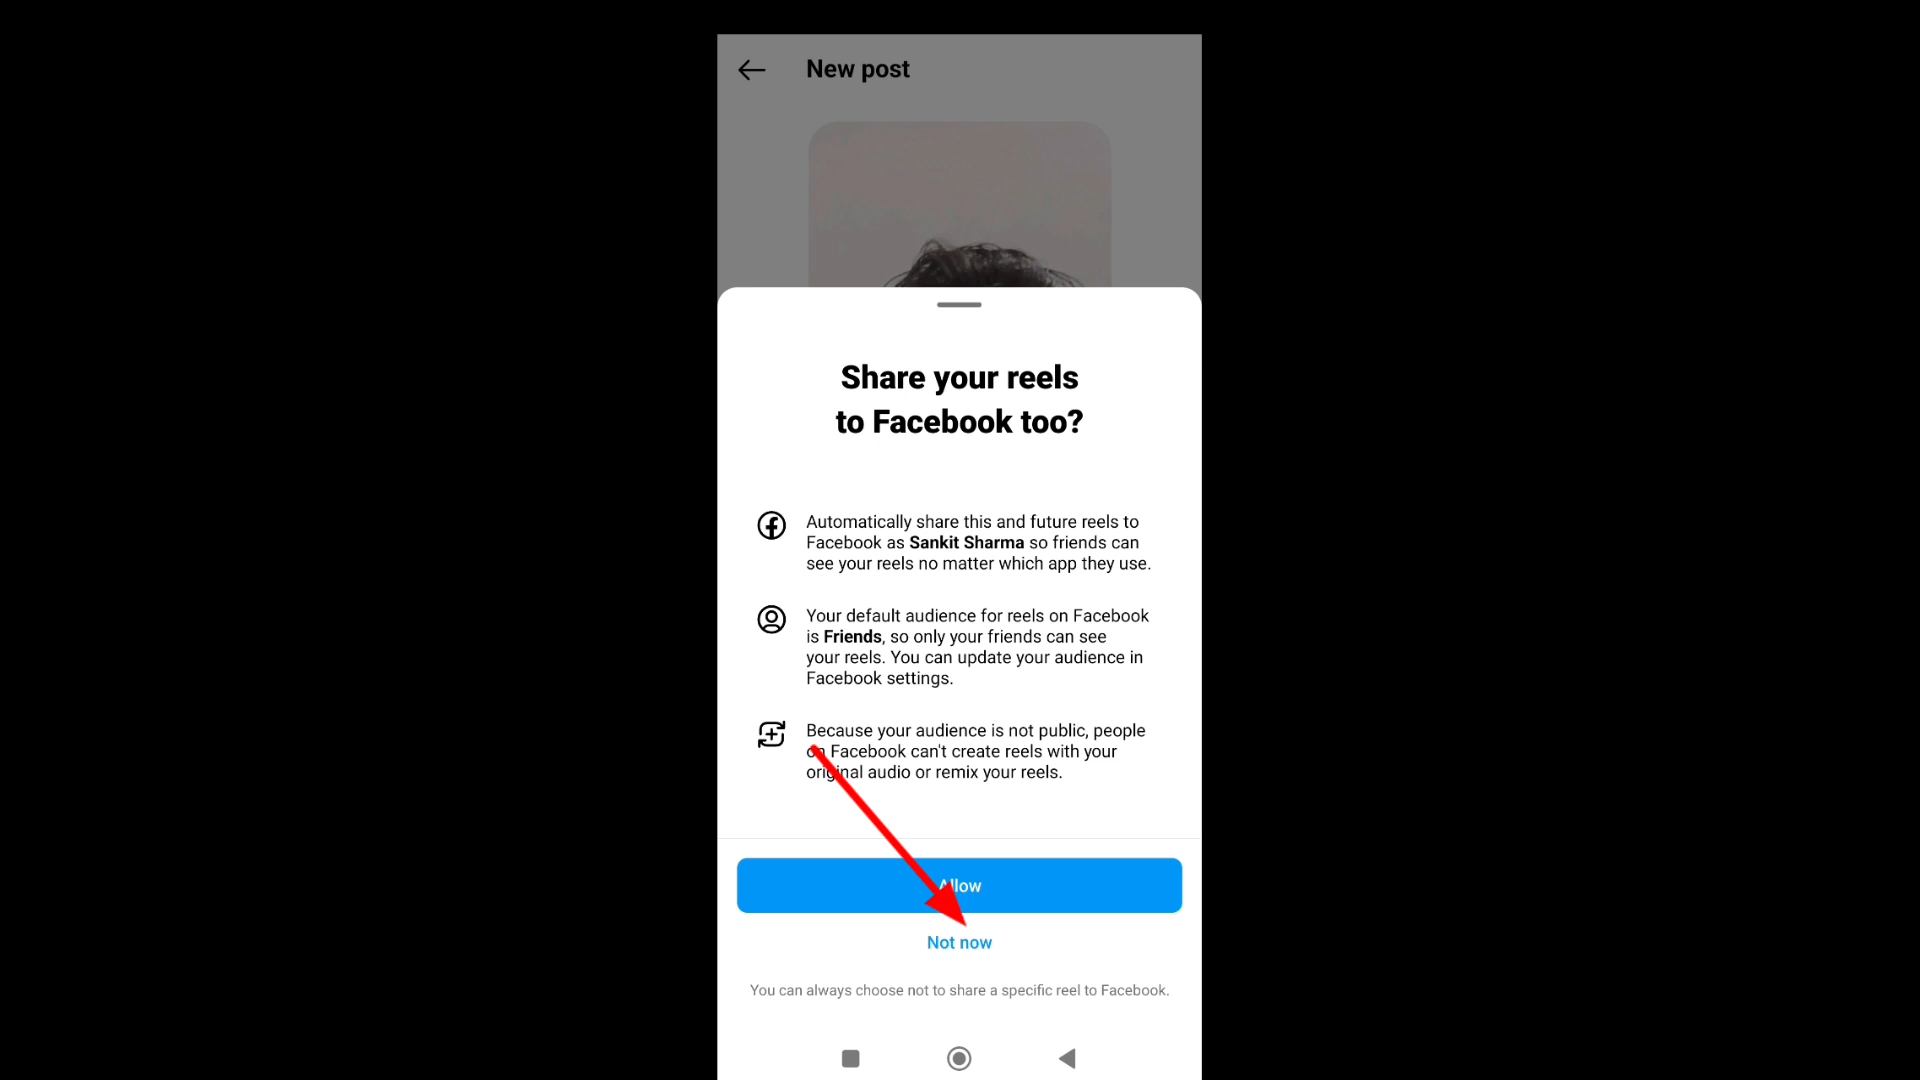 New post
Share your reels
to Facebook too?
Automatically share this and future reels to
Facebook as Sankit Sharma so friends can
see your reels no matter which app they use.
Your default audience for reels on Facebook
is Friends, so only your friends can see
your reels. You can update your audience in
Facebook settings.
Because your audience is not public, people
on Facebook can't create reels with your
original audio or remix your reels.
Allow
Not now
You can always choose not to share a specific reel to Facebook.